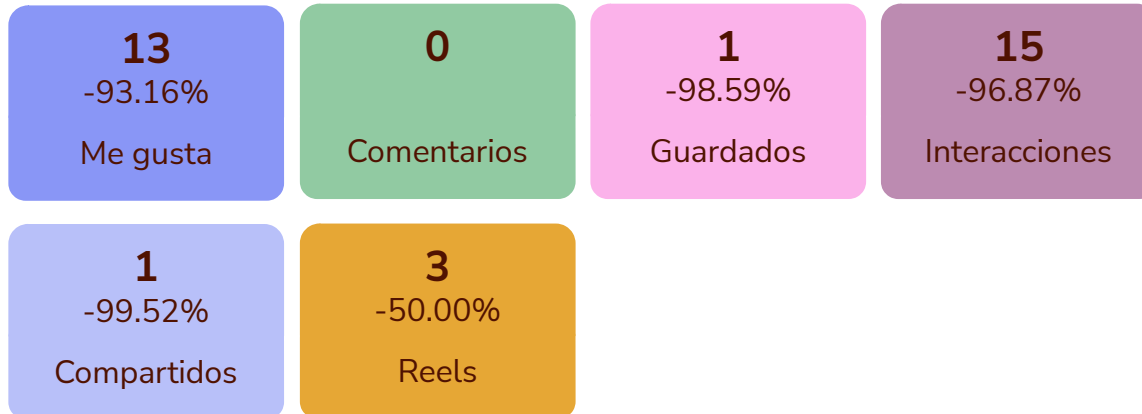 13
-93.16%
Me gusta
0
Comentarios
1
-98.59%
Guardados
15
-96.87%
Interacciones
1
-99.52%
Compartidos
3
-50.00%
Reels